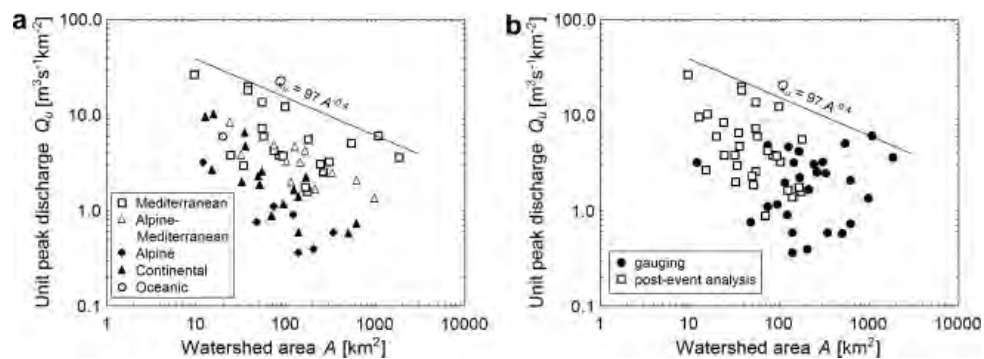 a
100.0
10.0
1.0
0.1
Unit peak discharge Qu [m³s⁻¹km⁻²]
Qu = 97 A⁻⁰·⁴
Mediterranean
Alpine-
Mediterranean
Alpine
Continental
Oceanic
1 10 100 1000 10000
Watershed area A [km²]
b
100.0
10.0
1.0
0.1
Unit peak discharge Qu [m³s⁻¹km⁻²]
Qu = 97 A⁻⁰·⁴
gauging
post-event analysis
1 10 100 1000 10000
Watershed area A [km²]